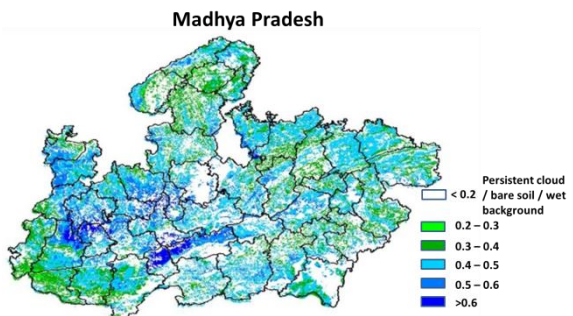 Madhya Pradesh
< 0.2 Persistent cloud / bare soil / wet background
0.2 – 0.3
0.3 – 0.4
0.4 – 0.5
0.5 – 0.6
>0.6